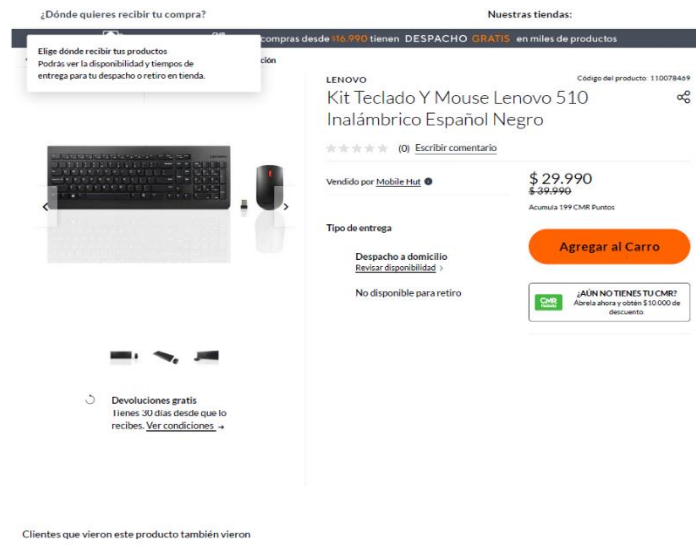 ¿Dónde quieres recibir tu compra?
Nuestras tiendas:
compras desde $16.990 tienen DESPACHO GRATIS en miles de productos
Elige dónde recibir tus productos
Podrás ver la disponibilidad y tiempos de
entrega para tu despacho o retiro en tienda.
ción
LENOVO
Código del producto: 110078469
Kit Teclado Y Mouse Lenovo 510
Inalámbrico Español Negro
(0) Escribir comentario
Vendido por Mobile Hut
$ 29.990
$ 39.990
Acumula 199 CMR Puntos
Tipo de entrega
Agregar al Carro
Despacho a domicilio
Revisar disponibilidad >
No disponible para retiro
CMR
¿AÚN NO TIENES TU CMR?
Ábrela ahora y obtén $10.000 de
descuento
Devoluciones gratis
Tienes 30 días desde que lo
recibes. Ver condiciones →
Clientes que vieron este producto también vieron